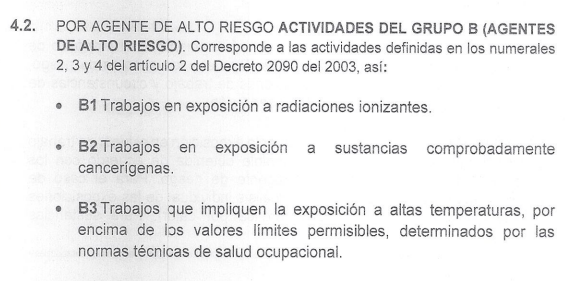 4.2. POR AGENTE DE ALTO RIESGO ACTIVIDADES DEL GRUPO B (AGENTES
DE ALTO RIESGO). Corresponde a las actividades definidas en los numerales
2, 3 y 4 del artículo 2 del Decreto 2090 del 2003, así:
• B1 Trabajos en exposición a radiaciones ionizantes.
• B2 Trabajos en exposición a sustancias comprobadamente
cancerígenas.
• B3 Trabajos que impliquen la exposición a altas temperaturas, por
encima de los valores límites permisibles, determinados por las
normas técnicas de salud ocupacional.